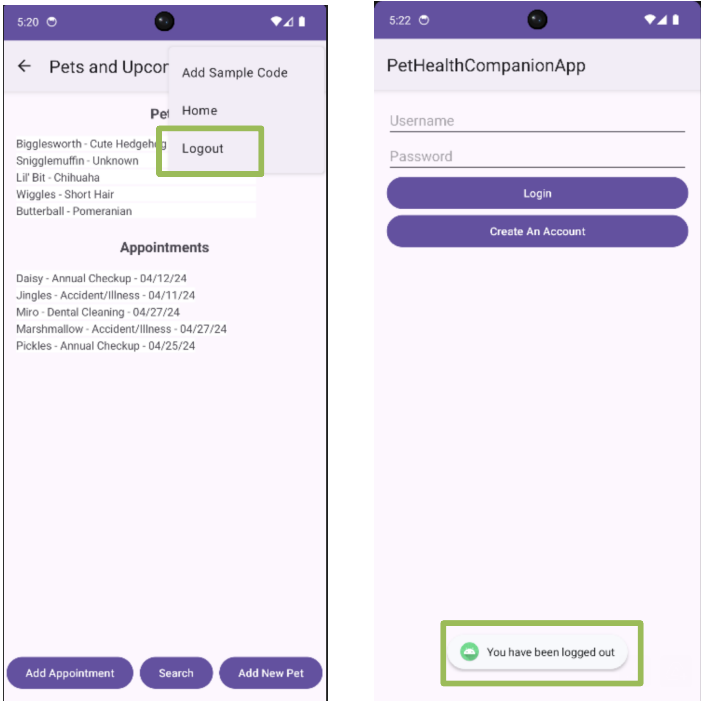 5:20
Pets and Upcor
Add Sample Code
Home
Logout
Pet
Bigglesworth - Cute Hedgehog
Snigglemuffin - Unknown
Lil' Bit - Chihuaha
Wiggles - Short Hair
Butterball - Pomeranian
Appointments
Daisy - Annual Checkup - 04/12/24
Jingles - Accident/Illness - 04/11/24
Miro - Dental Cleaning - 04/27/24
Marshmallow - Accident/Illness - 04/27/24
Pickles - Annual Checkup - 04/25/24
Add Appointment
Search
Add New Pet
5:22
PetHealthCompanionApp
Username
Password
Login
Create An Account
You have been logged out